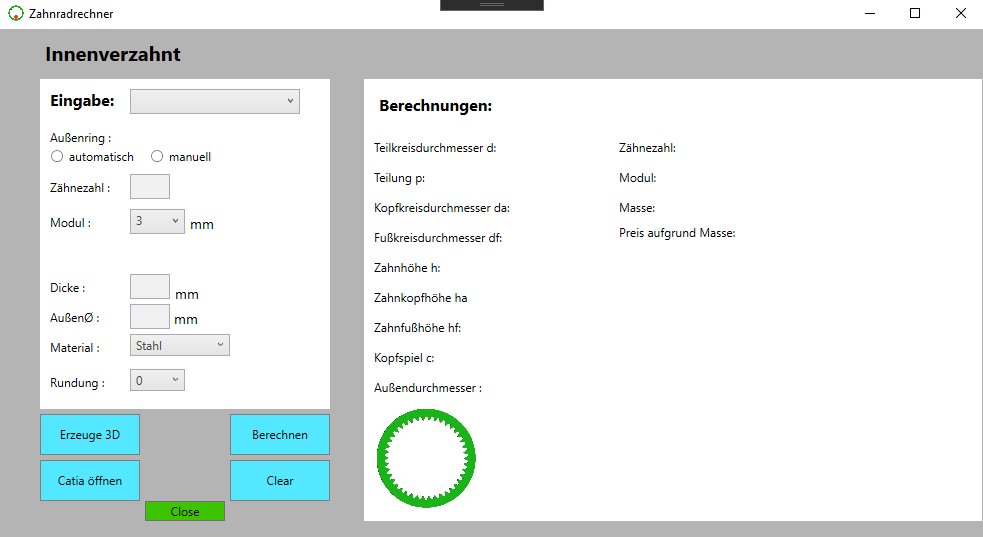 Zahnradrechner
Innenverzahnt
Eingabe:
Außenring :
automatisch manuell
Zähnezahl :
Modul : 3 mm
Dicke : mm
AußenØ : mm
Material : Stahl
Rundung : 0
Erzeuge 3D Berechnen
Catia öffnen Clear
Close
Berechnungen:
Teilkreisdurchmesser d: Zähnezahl:
Teilung p: Modul:
Kopfkreisdurchmesser da: Masse:
Fußkreisdurchmesser df: Preis aufgrund Masse:
Zahnhöhe h:
Zahnkopfhöhe ha
Zahnfußhöhe hf:
Kopfspiel c:
Außendurchmesser :